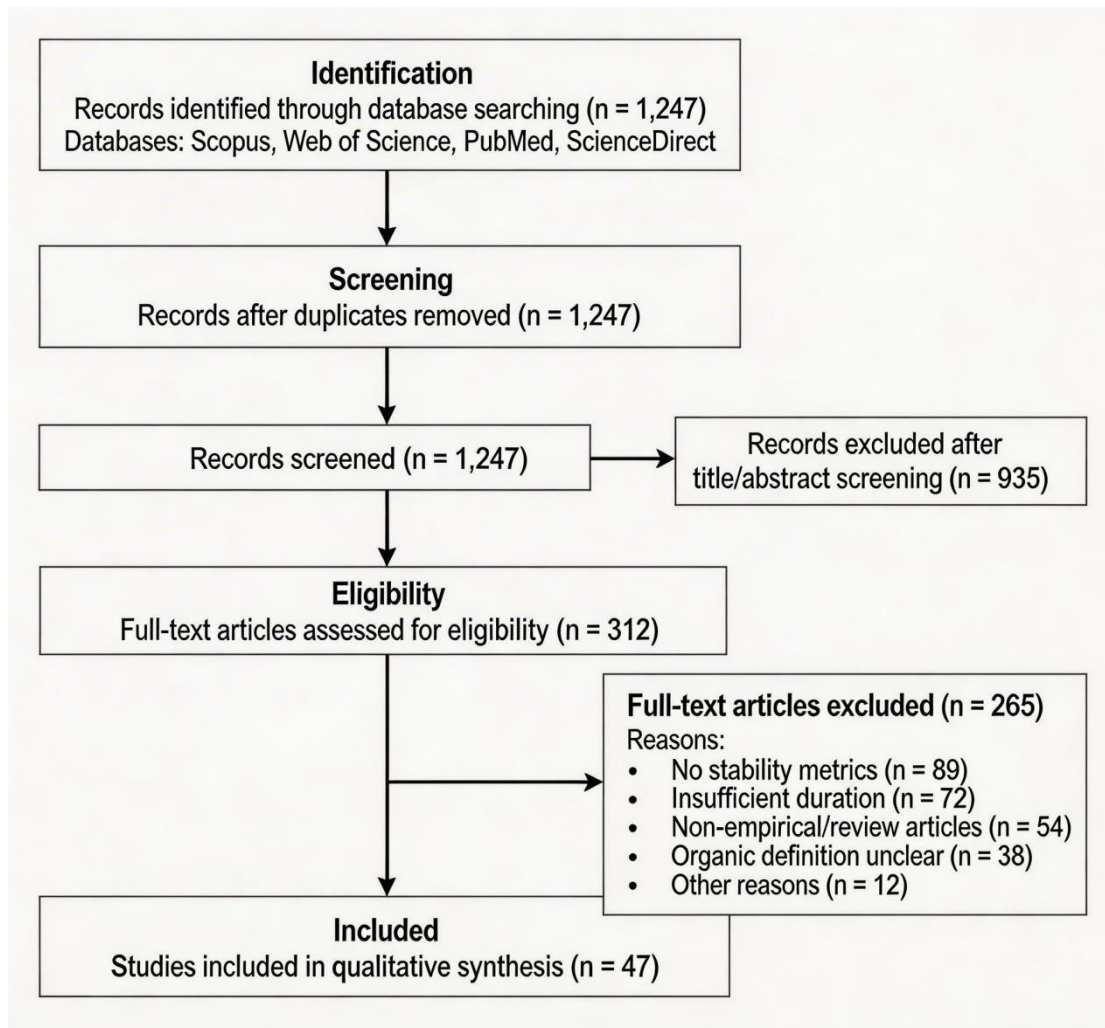 Identification
Records identified through database searching (n = 1,247)
Databases: Scopus, Web of Science, PubMed, ScienceDirect
Screening
Records after duplicates removed (n = 1,247)
Records screened (n = 1,247)
Records excluded after
title/abstract screening (n = 935)
Eligibility
Full-text articles assessed for eligibility (n = 312)
Full-text articles excluded (n = 265)
Reasons:
• No stability metrics (n = 89)
• Insufficient duration (n = 72)
• Non-empirical/review articles (n = 54)
• Organic definition unclear (n = 38)
• Other reasons (n = 12)
Included
Studies included in qualitative synthesis (n = 47)